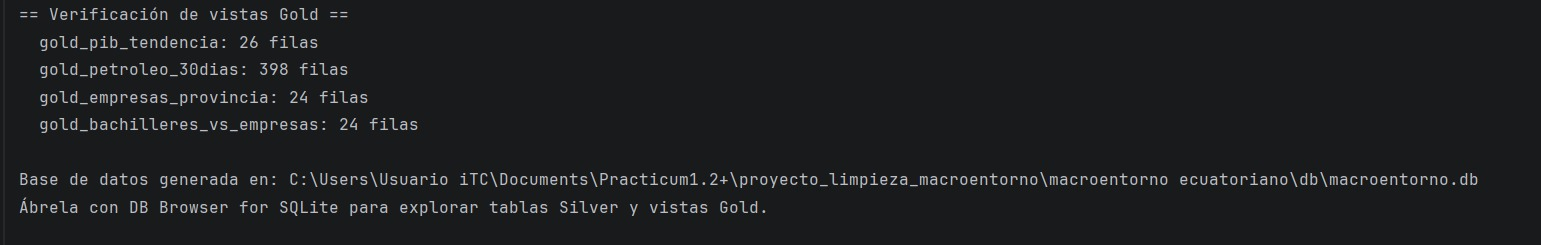 == Verificación de vistas Gold ==
gold_pib_tendencia: 26 filas
gold_petroleo_30dias: 398 filas
gold_empresas_provincia: 24 filas
gold_bachilleres_vs_empresas: 24 filas
Base de datos generada en: C:\Users\Usuario iTC\Documents\Practicum1.2+\proyecto_limpieza_macroentorno\macroentorno ecuatoriano\db\macroentorno.db
Ábrela con DB Browser for SQLite para explorar tablas Silver y vistas Gold.